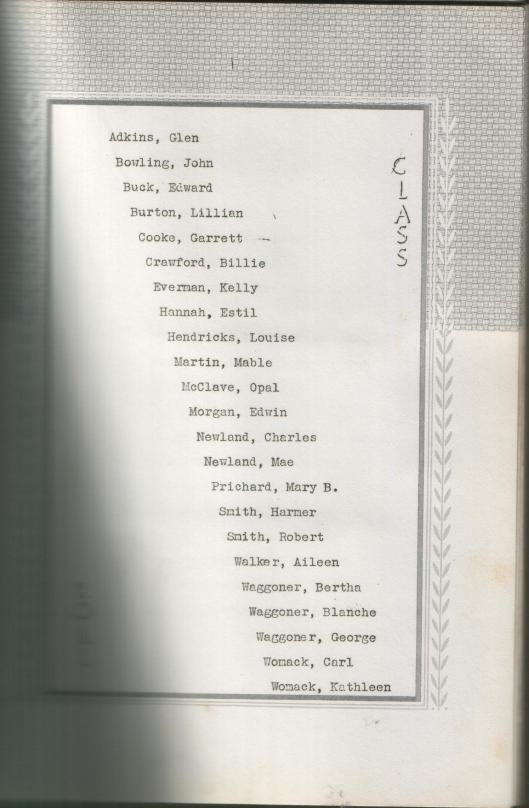 Adkins, Glen
Bowling, John
Buck, Edward
Burton, Lillian
Cooke, Garrett
Crawford, Billie
Everman, Kelly
Hannah, Estil
Hendricks, Louise
Martin, Mable
McClave, Opal
Morgan, Edwin
Newland, Charles
Newland, Mae
Prichard, Mary B.
Smith, Harmer
Smith, Robert
Walker, Aileen
Waggoner, Bertha
Waggoner, Blanche
Waggoner, George
Womack, Carl
Womack, Kathleen
CLASS